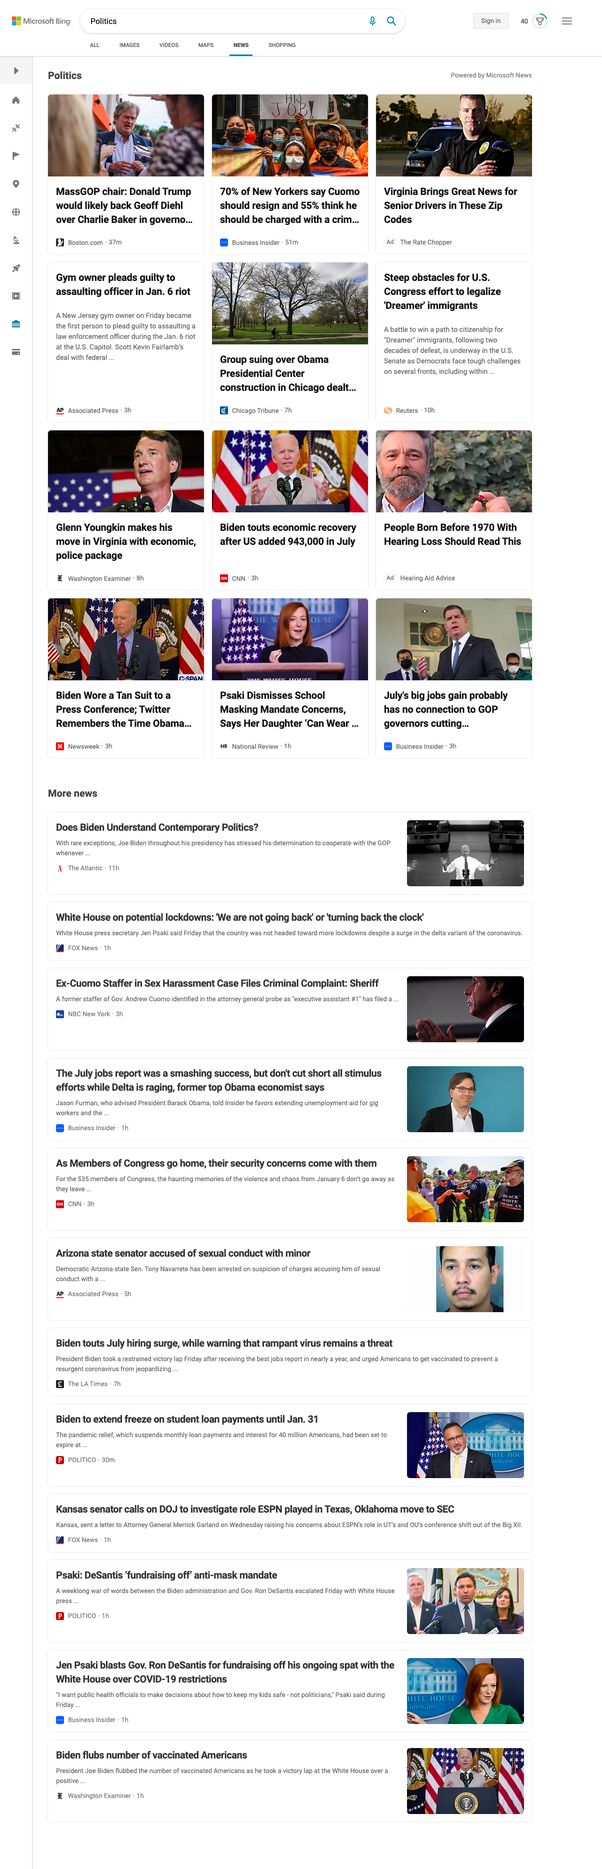 Microsoft Bing
Politics
Sign in
40
ALL
IMAGES
VIDEOS
MAPS
NEWS
SHOPPING
Politics
Powered by Microsoft News
MassGOP chair: Donald Trump
would likely back Geoff Diehl
over Charlie Baker in governo...
Boston.com · 37m
JOB!
70% of New Yorkers say Cuomo
should resign and 55% think he
should be charged with a crim...
Business Insider · 51m
Virginia Brings Great News for
Senior Drivers in These Zip
Codes
Ad The Rate Chopper
Gym owner pleads guilty to
assaulting officer in Jan. 6 riot
A New Jersey gym owner on Friday became
the first person to plead guilty to assaulting a
law enforcement officer during the Jan. 6 riot
at the U.S. Capitol. Scott Kevin Fairlamb's
deal with federal ...
AP Associated Press · 3h
Group suing over Obama
Presidential Center
construction in Chicago dealt...
Chicago Tribune · 7h
Steep obstacles for U.S.
Congress effort to legalize
'Dreamer' immigrants
A battle to win a path to citizenship for
"Dreamer" immigrants, following two
decades of defeat, is underway in the U.S.
Senate as Democrats face tough challenges
on several fronts, including within ...
Reuters · 10h
Glenn Youngkin makes his
move in Virginia with economic,
police package
Washington Examiner · 8h
Biden touts economic recovery
after US added 943,000 in July
CNN · 3h
People Born Before 1970 With
Hearing Loss Should Read This
Ad Hearing Aid Advice
C-SPAN
Biden Wore a Tan Suit to a
Press Conference; Twitter
Remembers the Time Obama...
N Newsweek · 3h
THE WHITE HOUSE
Psaki Dismisses School
Masking Mandate Concerns,
Says Her Daughter 'Can Wear ...
NR National Review · 1h
July's big jobs gain probably
has no connection to GOP
governors cutting...
Business Insider · 3h
More news
Does Biden Understand Contemporary Politics?
With rare exceptions, Joe Biden throughout his presidency has stressed his determination to cooperate with the GOP
whenever ...
The Atlantic · 11h
White House on potential lockdowns: 'We are not going back' or 'turning back the clock'
White House press secretary Jen Psaki said Friday that the country was not headed toward more lockdowns despite a surge in the delta variant of the coronavirus.
FOX News · 1h
Ex-Cuomo Staffer in Sex Harassment Case Files Criminal Complaint: Sheriff
A former staffer of Gov. Andrew Cuomo identified in the attorney general probe as "executive assistant #1" has filed a ...
NBC New York · 3h
The July jobs report was a smashing success, but don't cut short all stimulus
efforts while Delta is raging, former top Obama economist says
Jason Furman, who advised President Barack Obama, told Insider he favors extending unemployment aid for gig
workers and the ...
Business Insider · 1h
As Members of Congress go home, their security concerns come with them
For the 535 members of Congress, the haunting memories of the violence and chaos from January 6 don't go away as
they leave ...
CNN · 3h
Arizona state senator accused of sexual conduct with minor
Democratic Arizona state Sen. Tony Navarrete has been arrested on suspicion of charges accusing him of sexual
conduct with a ...
AP Associated Press · 5h
Biden touts July hiring surge, while warning that rampant virus remains a threat
President Biden took a restrained victory lap Friday after receiving the best jobs report in nearly a year, and urged Americans to get vaccinated to prevent a
resurgent coronavirus from jeopardizing ...
The LA Times · 7h
Biden to extend freeze on student loan payments until Jan. 31
The pandemic relief, which suspends monthly loan payments and interest for 40 million Americans, had been set to
expire at ...
P POLITICO · 30m
Kansas senator calls on DOJ to investigate role ESPN played in Texas, Oklahoma move to SEC
Kansas, sent a letter to Attorney General Merrick Garland on Wednesday raising his concerns about ESPN's role in UT's and OU's conference shift out of the Big XII.
FOX News · 1h
Psaki: DeSantis 'fundraising off' anti-mask mandate
A weeklong war of words between the Biden administration and Gov. Ron DeSantis escalated Friday with White House
press ...
P POLITICO · 1h
Jen Psaki blasts Gov. Ron DeSantis for fundraising off his ongoing spat with the
White House over COVID-19 restrictions
"I want public health officials to make decisions about how to keep my kids safe - not politicians," Psaki said during
Friday ...
Business Insider · 1h
Biden flubs number of vaccinated Americans
President Joe Biden flubbed the number of vaccinated Americans as he took a victory lap at the White House over a
positive ...
Washington Examiner · 1h